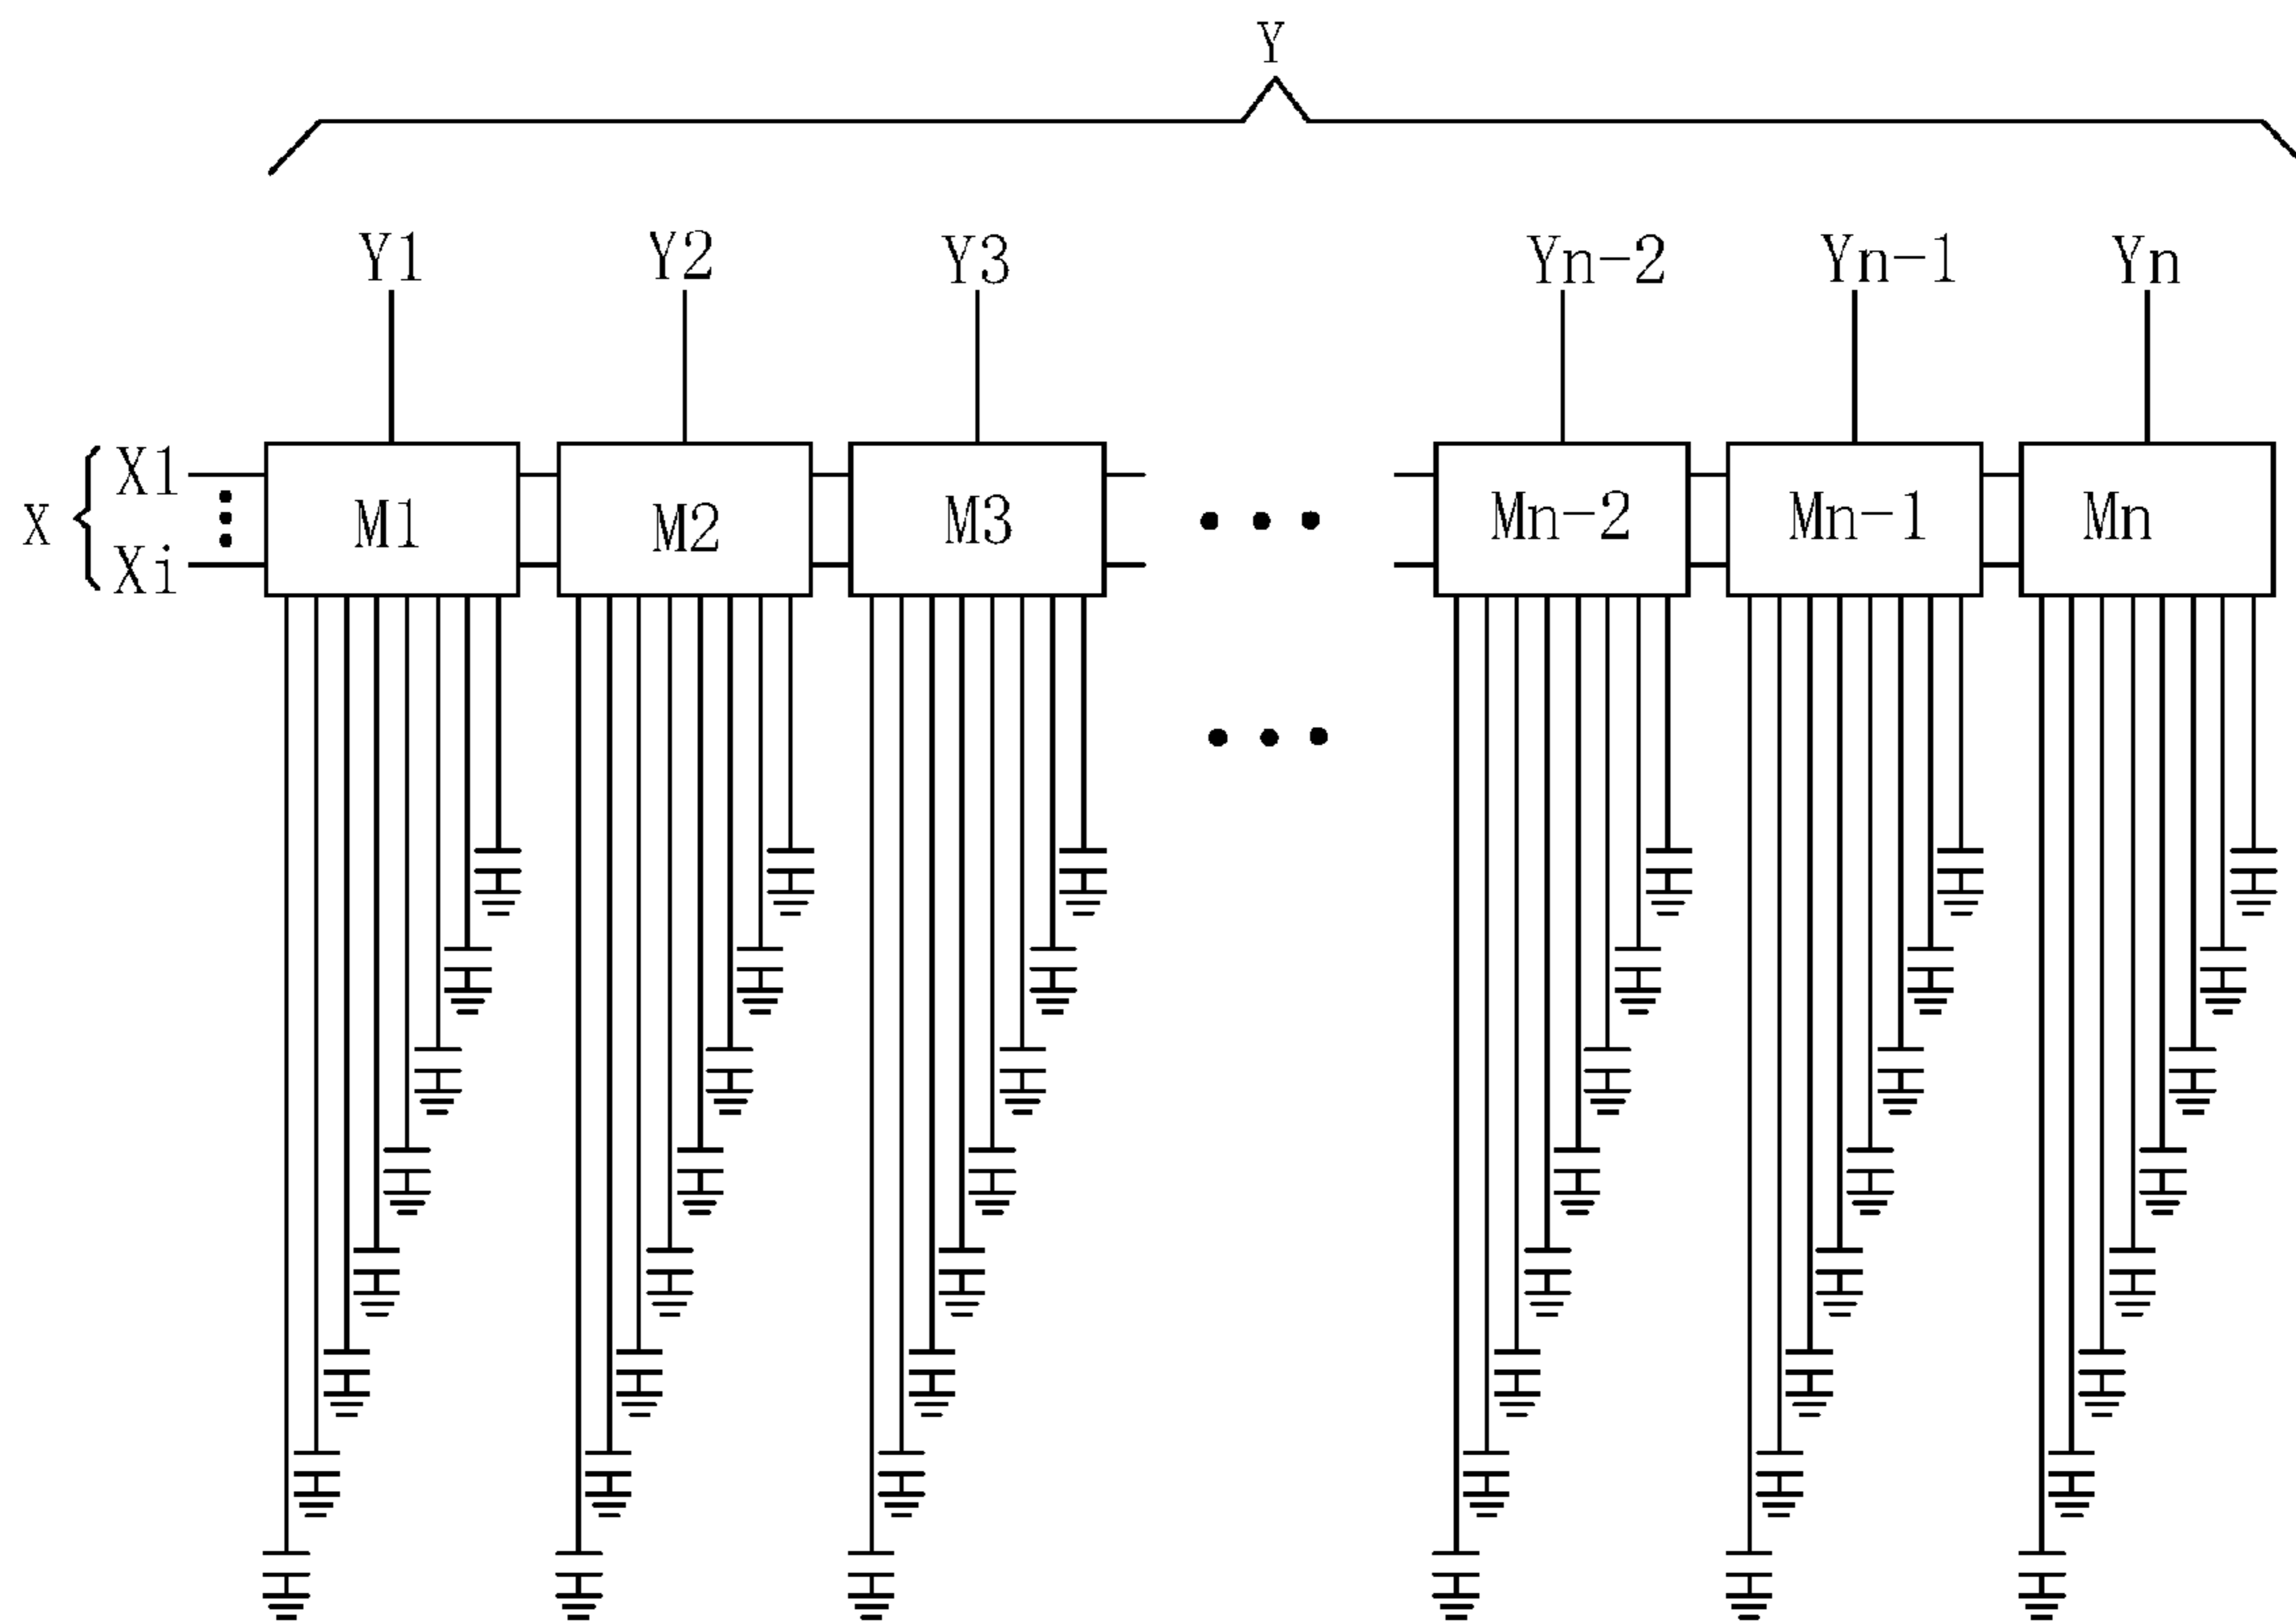 Y
Y1 Y2 Y3 Yn-2 Yn-1 Yn
X1
X M1 M2 M3 Mn-2 Mn-1 Mn
Xi